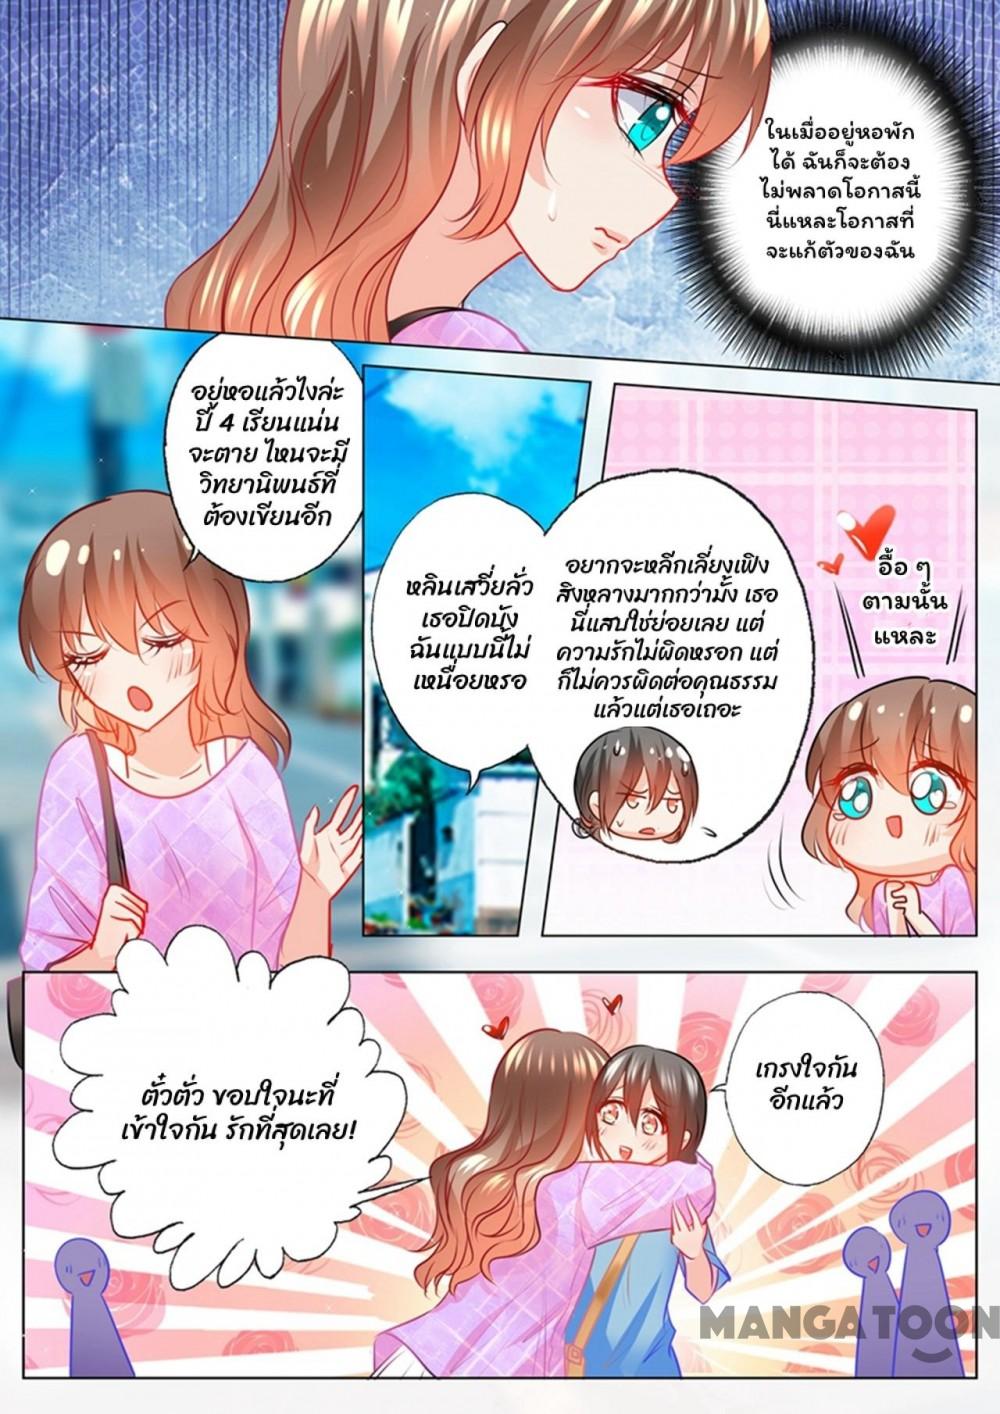 ในเมื่ออยู่หอพัก
ได้ ฉันก็จะต้อง
ไม่พลาดโอกาสนี้
นี่แหละโอกาสที่
จะแก้ตัวของฉัน
อยู่หอแล้วไงล่ะ
ปี 4 เรียนแน่น
จะตาย ไหนจะมี
วิทยานิพนธ์ที่
ต้องเขียนอีก
หลินเสวี่ยลั่ว
เธอปิดบัง
ฉันแบบนี้ไม่
เหนื่อยหรอ
อยากจะหลีกเลี่ยงเฟิง
สิงหลางมากกว่ามั้ง เธอ
นี่แสบใช่ย่อยเลย แต่
ความรักไม่ผิดหรอก แต่
ก็ไม่ควรผิดต่อคุณธรรม
แล้วแต่เธอเถอะ
อื้อ ๆ
ตามนั้น
แหละ
ตั๋วตั่ว ขอบใจนะที่
เข้าใจกัน รักที่สุดเลย!
เกรงใจกัน
อีกแล้ว
MANGATOON